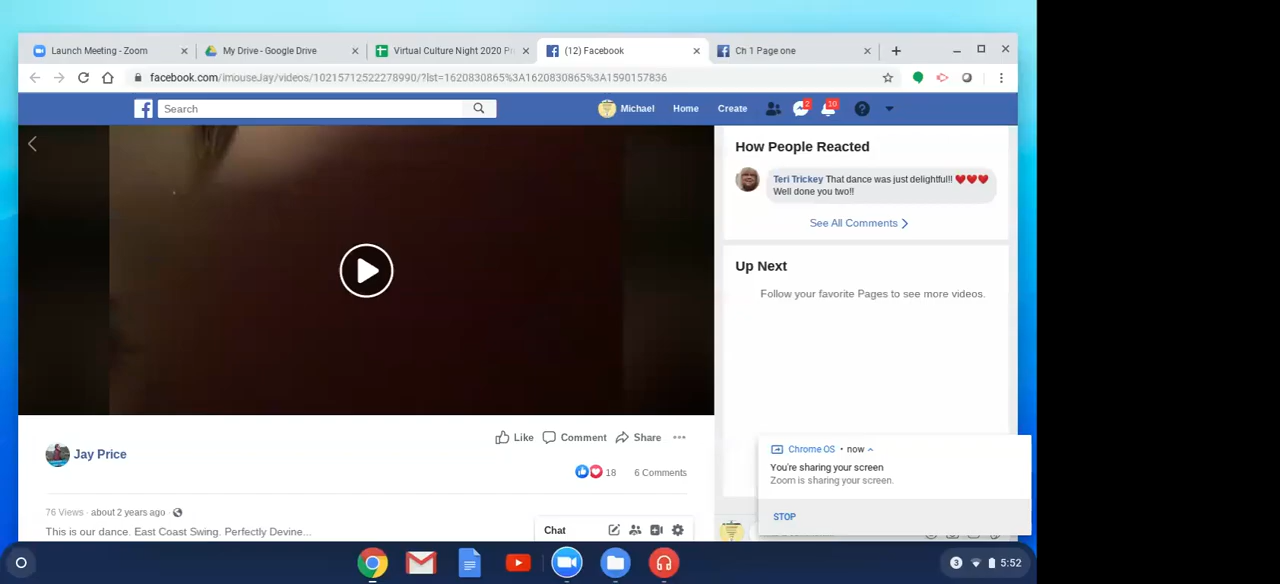 Launch Meeting - Zoom
My Drive - Google Drive
Virtual Culture Night 2020 P
(12) Facebook
Ch 1 Page one
facebook.com/imouseJay/videos/10215712522278990/?lst=1620830865%3A1620830865%3A1590157836
Search
Michael
Home
Create
2
10
How People Reacted
Teri Trickey That dance was just delightful!! ❤❤❤
Well done you two!!
See All Comments
Up Next
Follow your favorite Pages to see more videos.
Like
Comment
Share
Jay Price
18
6 Comments
76 Views · about 2 years ago ·
This is our dance. East Coast Swing. Perfectly Devine...
Chat
Chrome OS • now
You're sharing your screen
Zoom is sharing your screen.
STOP
3
5:52